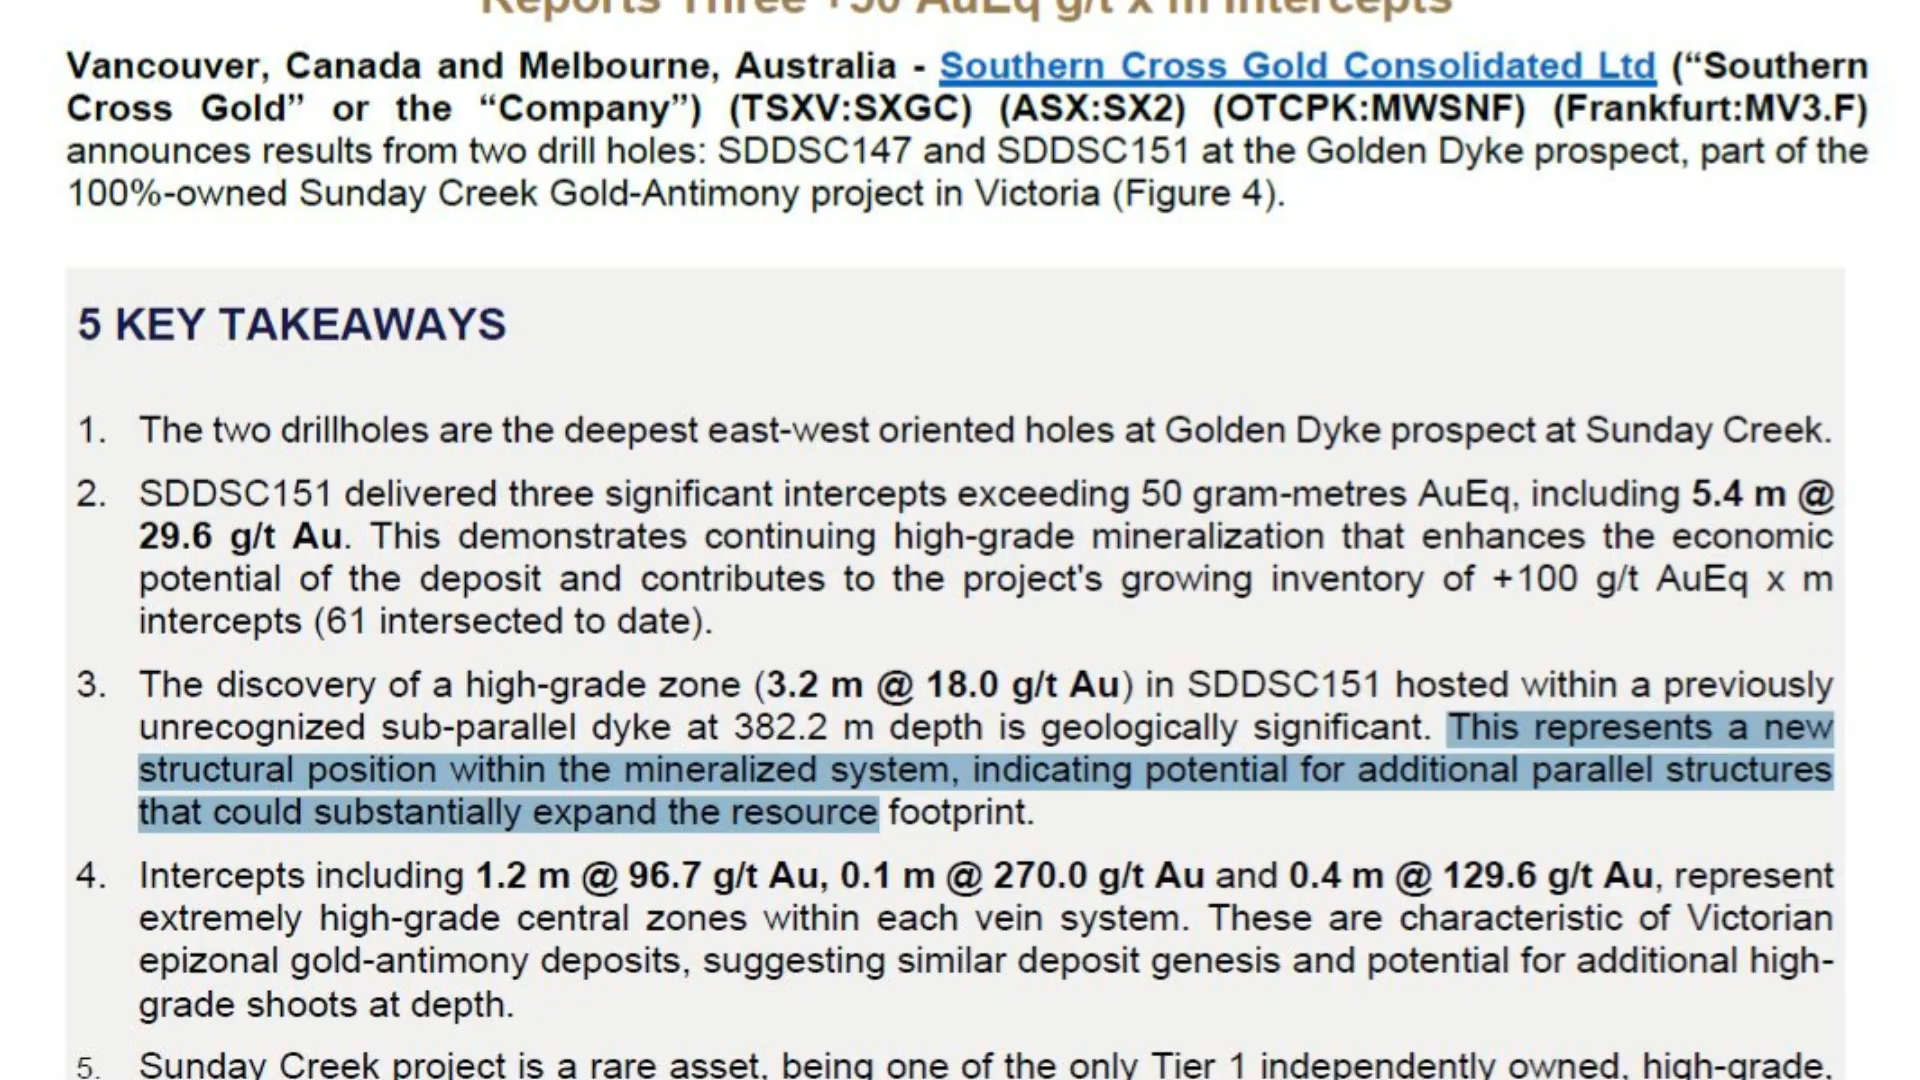 Reports Three +50 AuEq g/t x m Intercepts
Vancouver, Canada and Melbourne, Australia - Southern Cross Gold Consolidated Ltd (“Southern
Cross Gold” or the “Company”) (TSXV:SXGC) (ASX:SX2) (OTCPK:MWSNF) (Frankfurt:MV3.F)
announces results from two drill holes: SDDSC147 and SDDSC151 at the Golden Dyke prospect, part of the
100%-owned Sunday Creek Gold-Antimony project in Victoria (Figure 4).
5 KEY TAKEAWAYS
1. The two drillholes are the deepest east-west oriented holes at Golden Dyke prospect at Sunday Creek.
2. SDDSC151 delivered three significant intercepts exceeding 50 gram-metres AuEq, including 5.4 m @
29.6 g/t Au. This demonstrates continuing high-grade mineralization that enhances the economic
potential of the deposit and contributes to the project's growing inventory of +100 g/t AuEq x m
intercepts (61 intersected to date).
3. The discovery of a high-grade zone (3.2 m @ 18.0 g/t Au) in SDDSC151 hosted within a previously
unrecognized sub-parallel dyke at 382.2 m depth is geologically significant. This represents a new
structural position within the mineralized system, indicating potential for additional parallel structures
that could substantially expand the resource footprint.
4. Intercepts including 1.2 m @ 96.7 g/t Au, 0.1 m @ 270.0 g/t Au and 0.4 m @ 129.6 g/t Au, represent
extremely high-grade central zones within each vein system. These are characteristic of Victorian
epizonal gold-antimony deposits, suggesting similar deposit genesis and potential for additional high-
grade shoots at depth.
5. Sunday Creek project is a rare asset, being one of the only Tier 1 independently owned, high-grade,